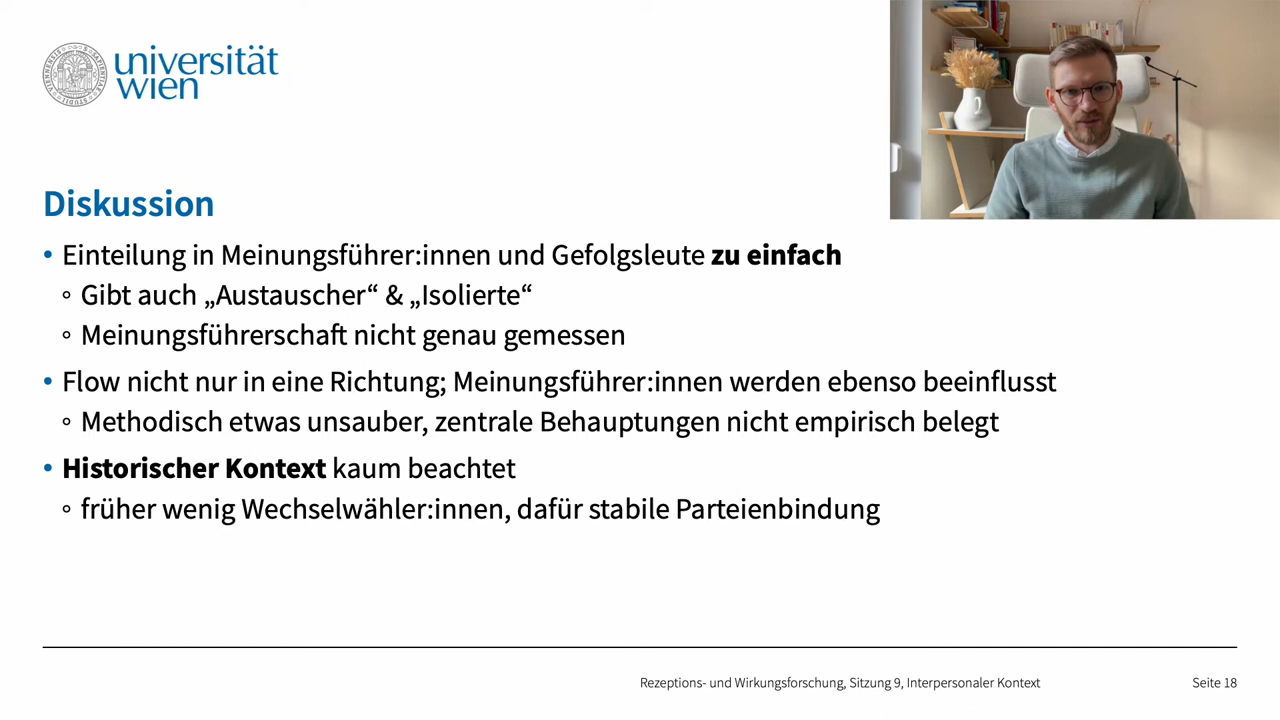 universität
wien
Diskussion
• Einteilung in Meinungsführer:innen und Gefolgsleute zu einfach
◦ Gibt auch „Austauscher“ & „Isolierte“
◦ Meinungsführerschaft nicht genau gemessen
• Flow nicht nur in eine Richtung; Meinungsführer:innen werden ebenso beeinflusst
◦ Methodisch etwas unsauber, zentrale Behauptungen nicht empirisch belegt
• Historischer Kontext kaum beachtet
◦ früher wenig Wechselwähler:innen, dafür stabile Parteienbindung
Rezeptions- und Wirkungsforschung, Sitzung 9, Interpersonaler Kontext
Seite 18